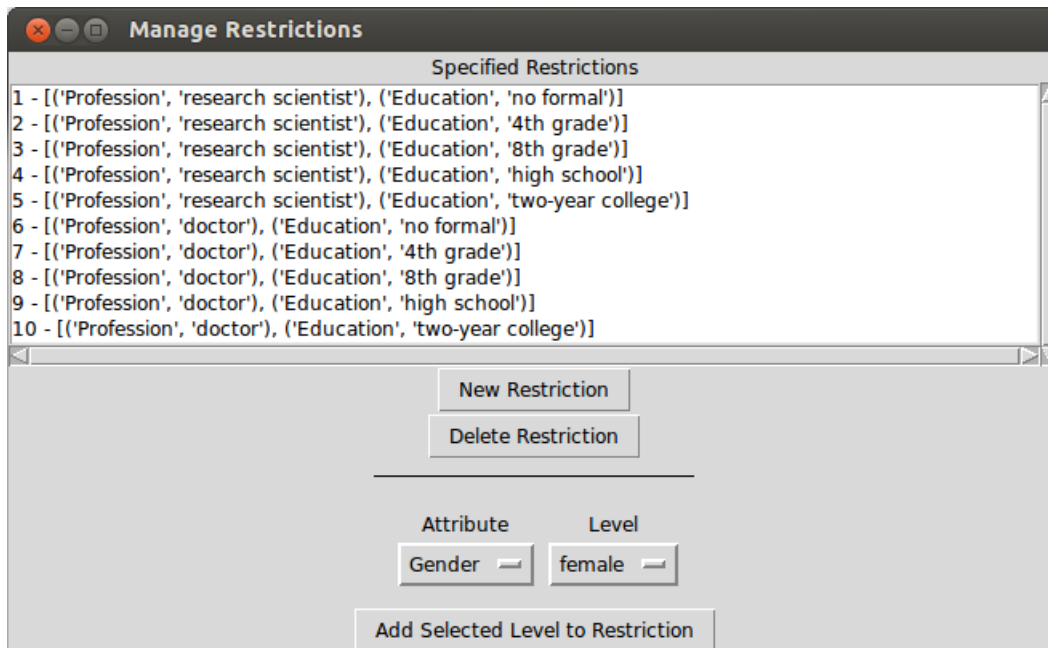 Manage Restrictions
Specified Restrictions
1 - [('Profession', 'research scientist'), ('Education', 'no formal')]
2 - [('Profession', 'research scientist'), ('Education', '4th grade')]
3 - [('Profession', 'research scientist'), ('Education', '8th grade')]
4 - [('Profession', 'research scientist'), ('Education', 'high school')]
5 - [('Profession', 'research scientist'), ('Education', 'two-year college')]
6 - [('Profession', 'doctor'), ('Education', 'no formal')]
7 - [('Profession', 'doctor'), ('Education', '4th grade')]
8 - [('Profession', 'doctor'), ('Education', '8th grade')]
9 - [('Profession', 'doctor'), ('Education', 'high school')]
10 - [('Profession', 'doctor'), ('Education', 'two-year college')]
New Restriction
Delete Restriction
Attribute Level
Gender female
Add Selected Level to Restriction